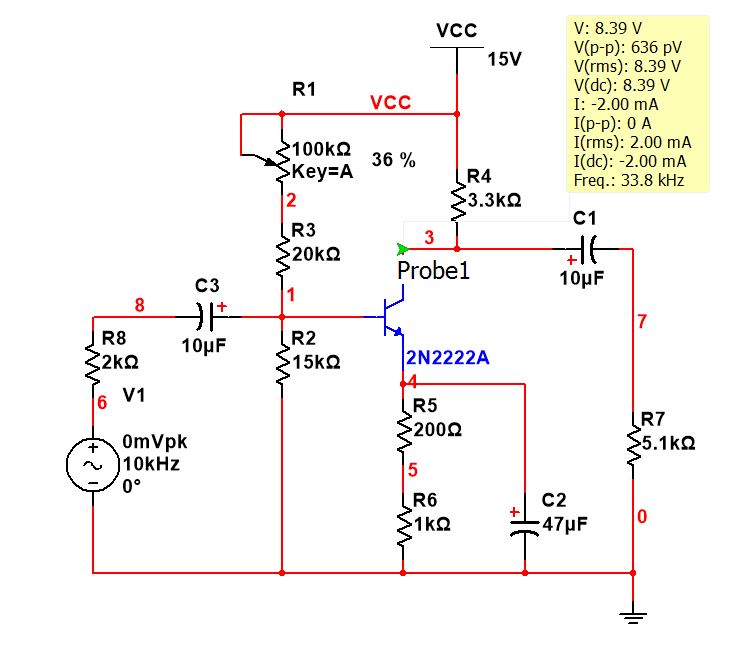 VCC
15V
V: 8.39 V
V(p-p): 636 pV
V(rms): 8.39 V
V(dc): 8.39 V
I: -2.00 mA
I(p-p): 0 A
I(rms): 2.00 mA
I(dc): -2.00 mA
Freq.: 33.8 kHz
R1
VCC
100kΩ
Key=A
36 %
2
R4
3.3kΩ
R3
20kΩ
3
C1
10µF
Probe1
1
C3
8
10µF
7
R8
2kΩ
R2
15kΩ
2N2222A
4
6
V1
R5
200Ω
R7
5.1kΩ
0mVpk
10kHz
0°
5
R6
1kΩ
C2
47µF
0
+
+
+
+